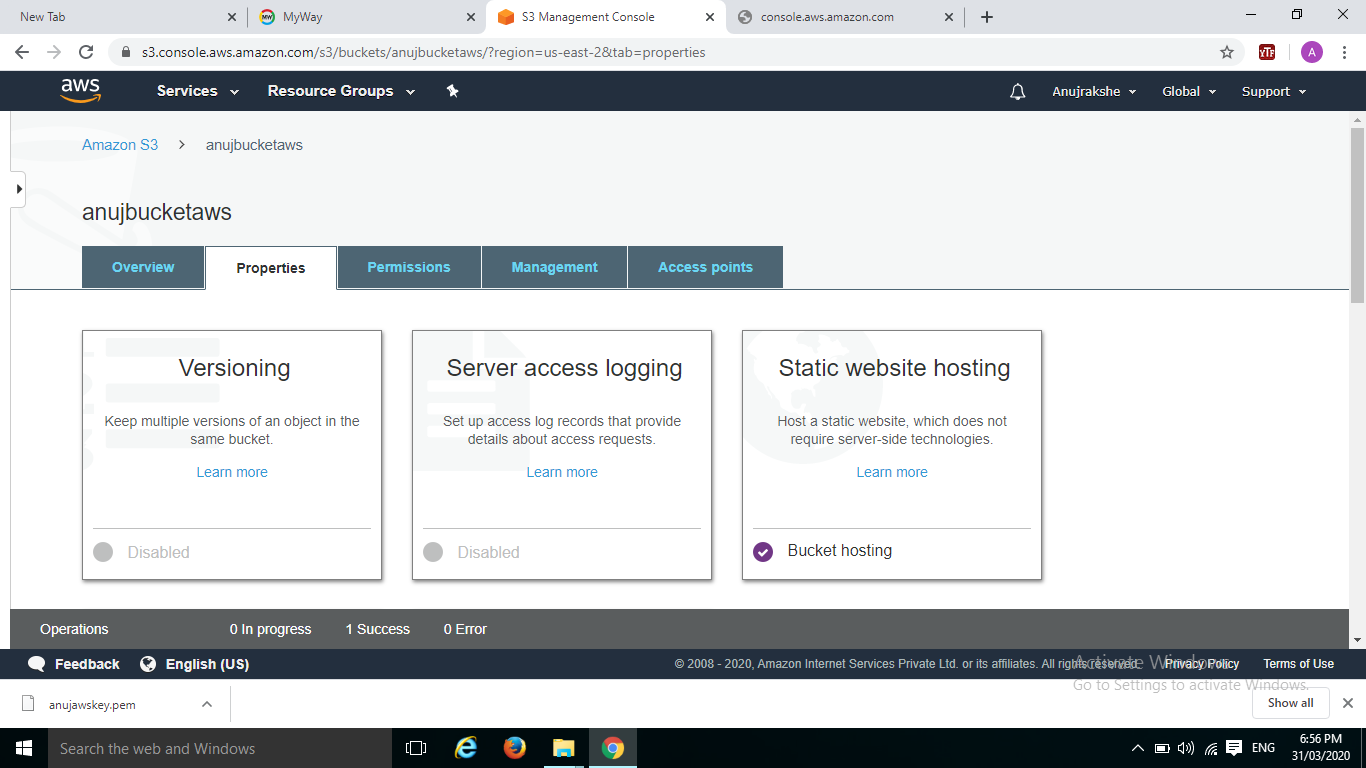 New Tab
MyWay
S3 Management Console
console.aws.amazon.com
s3.console.aws.amazon.com/s3/buckets/anujbucketaws/?region=us-east-2&tab=properties
YTF
A
aws
Services
Resource Groups
Anujrakshe
Global
Support
Amazon S3 > anujbucketaws
anujbucketaws
Overview
Properties
Permissions
Management
Access points
Versioning
Keep multiple versions of an object in the
same bucket.
Learn more
Disabled
Server access logging
Set up access log records that provide
details about access requests.
Learn more
Disabled
Static website hosting
Host a static website, which does not
require server-side technologies.
Learn more
Bucket hosting
Operations
0 In progress
1 Success
0 Error
Feedback
English (US)
© 2008 - 2020, Amazon Internet Services Private Ltd. or its affiliates. All rights reserved.
Privacy Policy
Terms of Use
Activate Windows
Go to Settings to activate Windows.
anujawskey.pem
Show all
Search the web and Windows
ENG
6:56 PM
31/03/2020